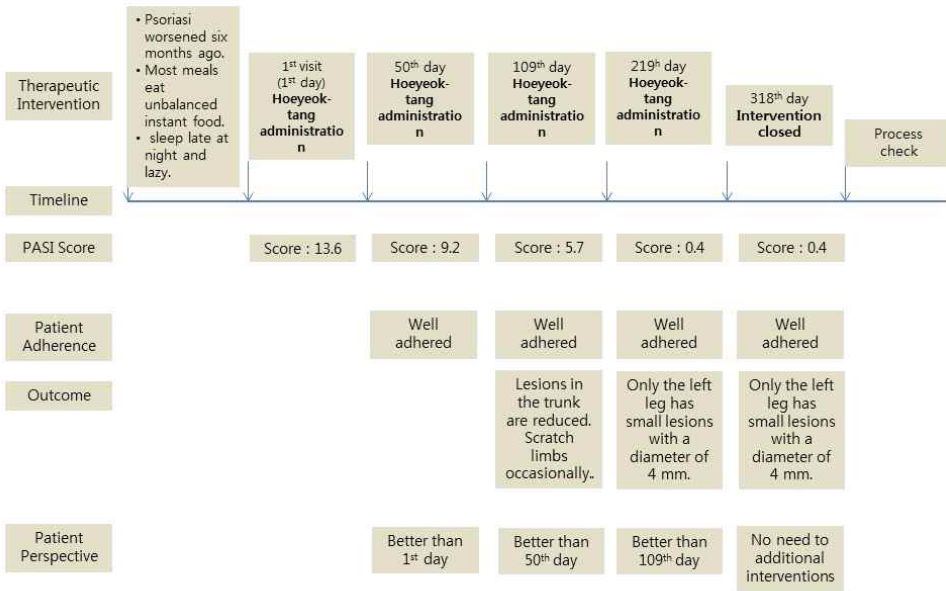 • Psoriasi
worsened six
months ago.
• Most meals
eat
unbalanced
instant food.
• sleep late at
night and
lazy.
Therapeutic
Intervention
1st visit
(1st day)
Hoeyeok-
tang
administratio
n
50th day
Hoeyeok-
tang
administratio
n
109th day
Hoeyeok-
tang
administratio
n
219h day
Hoeyeok-
tang
administratio
n
318th day
Intervention
closed
Process
check
Timeline
PASI Score
Score : 13.6
Score : 9.2
Score : 5.7
Score : 0.4
Score : 0.4
Patient
Adherence
Well
adhered
Well
adhered
Well
adhered
Well
adhered
Outcome
Lesions in
the trunk
are reduced.
Scratch
limbs
occasionally..
Only the left
leg has
small lesions
with a
diameter of
4 mm.
Only the left
leg has
small lesions
with a
diameter of
4 mm.
Patient
Perspective
Better than
1st day
Better than
50th day
Better than
109th day
No need to
additional
interventions